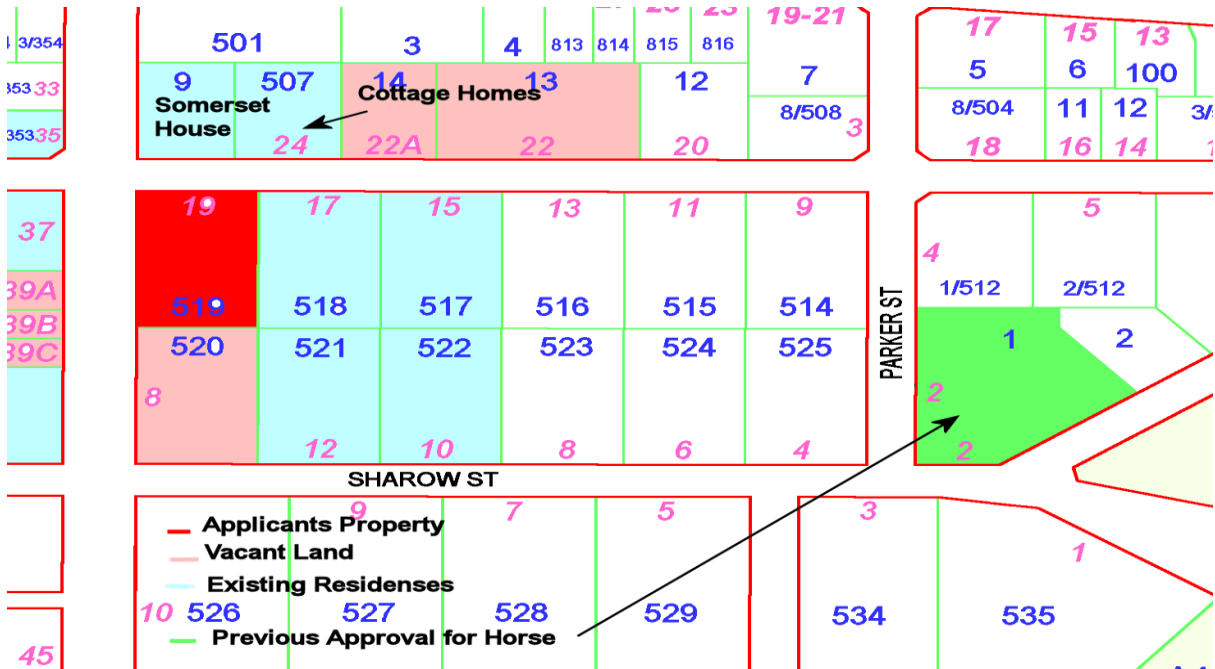 19-21
17 15 13
3/354 501 3 4 813 814 815 816 5 6 100
9 507 14 13 12 7
353 33 Cottage Homes
Somerset
House
8/508 3 8/504 11 12
353 35 24 22A 22 20 18 16 14
19 17 15 13 11 9 5
37 4
39A 519 518 517 516 515 514 1/512 2/512
39B
39C 520 521 522 523 524 525 1 2
PARKER ST
8 2
12 10 8 6 4 2
SHAROW ST
9 7 5 3
Applicants Property
Vacant Land 1
Existing Residenses
10 526 527 528 529 534 535
Previous Approval for Horse
45